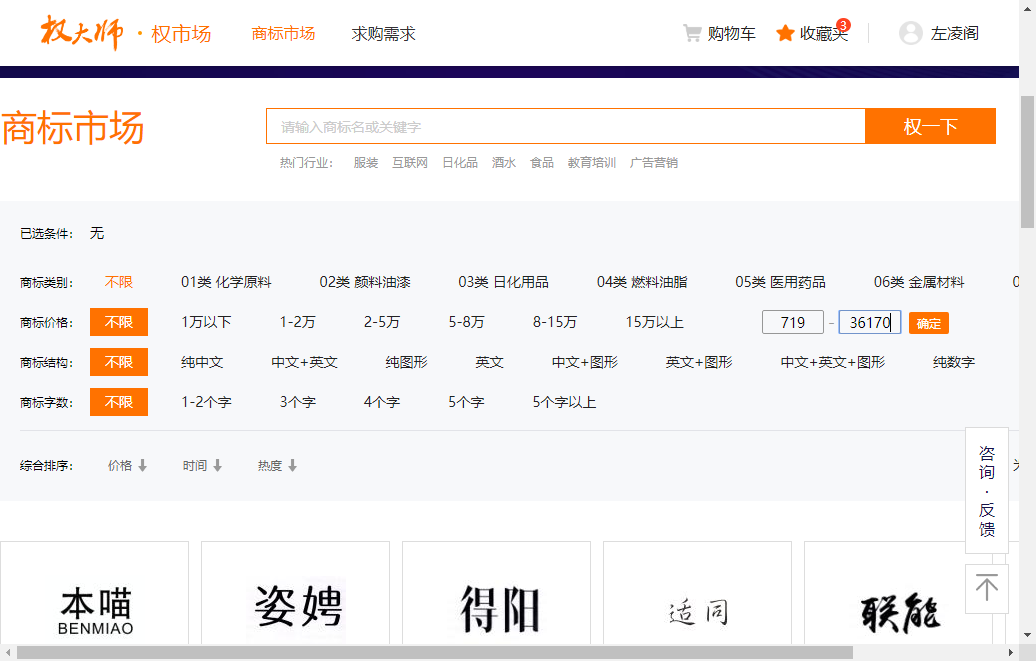 权大师 · 权市场 商标市场 求购需求 购物车 收藏夹 3 左凌阁
商标市场 请输入商标名或关键字 权一下
热门行业： 服装 互联网 日化品 酒水 食品 教育培训 广告营销
已选条件： 无
商标类别： 不限 01类 化学原料 02类 颜料油漆 03类 日化用品 04类 燃料油脂 05类 医用药品 06类 金属材料
商标价格： 不限 1万以下 1-2万 2-5万 5-8万 8-15万 15万以上 719 - 36170 确定
商标结构： 不限 纯中文 中文+英文 纯图形 英文 中文+图形 英文+图形 中文+英文+图形 纯数字
商标字数： 不限 1-2个字 3个字 4个字 5个字 5个字以上
综合排序： 价格 时间 热度
咨询·反馈
本喵 姿娉 得阳 适同 联能
BENMIAO